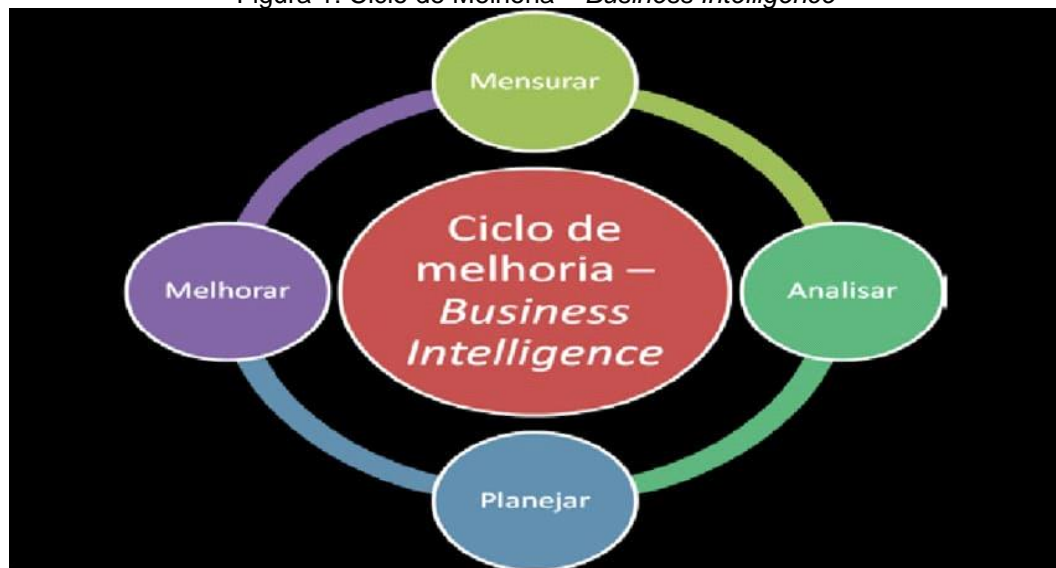 Figura 1: Ciclo de Melhoria – Business Intelligence
Mensurar
Ciclo de
melhoria –
Business
Intelligence
Melhorar
Analisar
Planejar